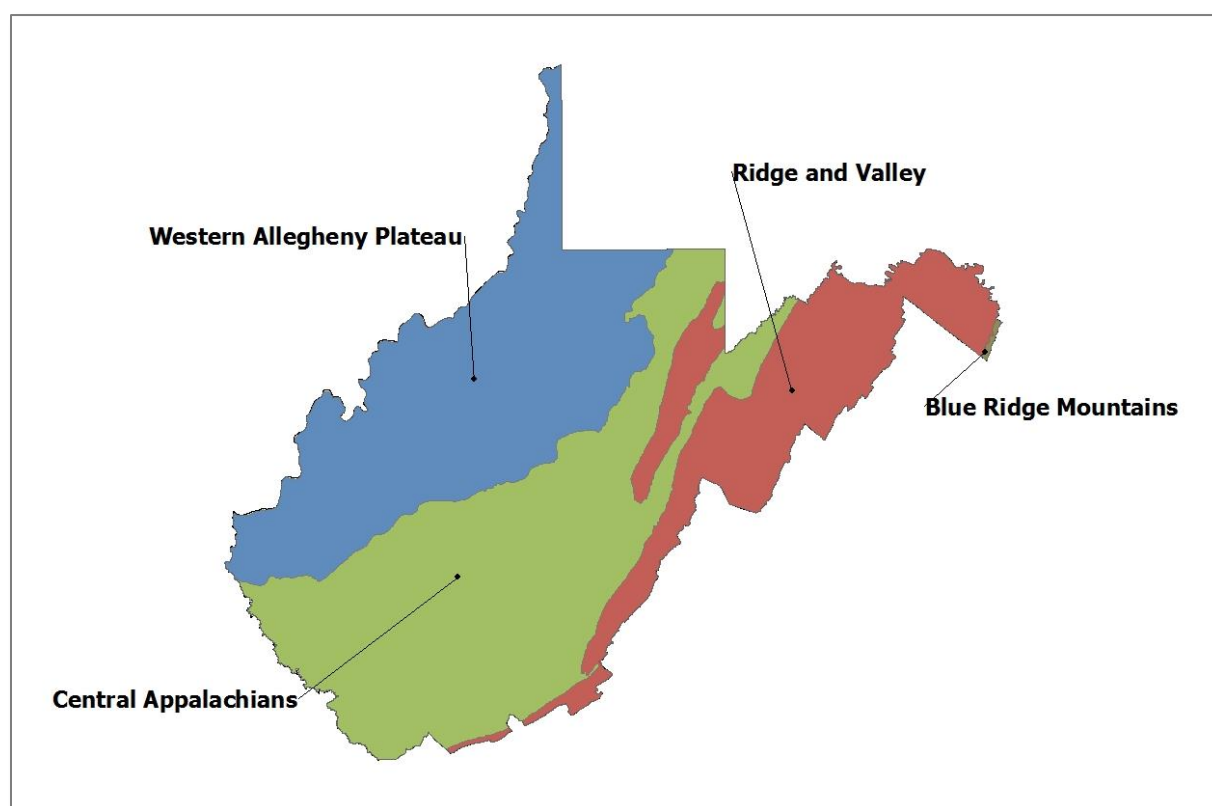 Ridge and Valley
Western Allegheny Plateau
Blue Ridge Mountains
Central Appalachians